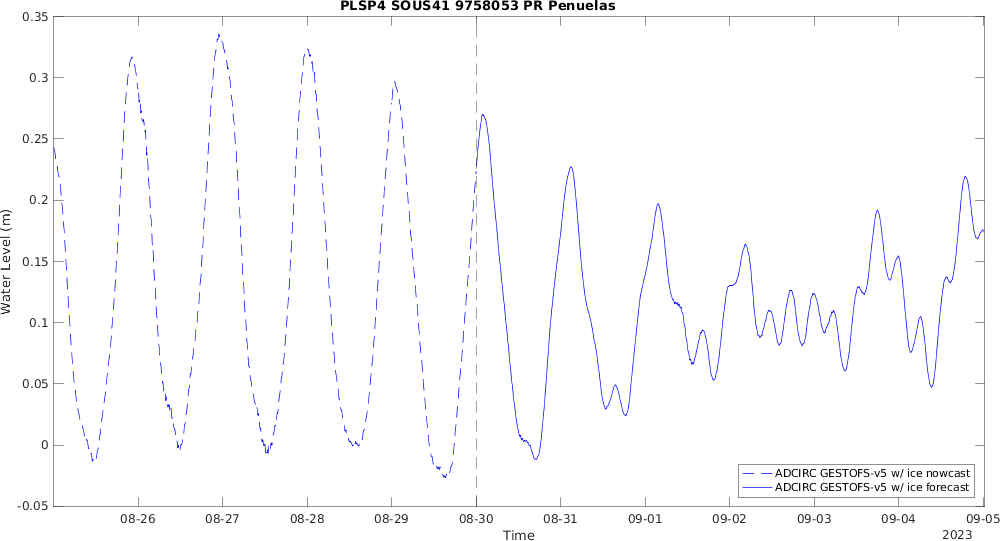 PLSP4 SOUS41 9758053 PR Penuelas
0.35
0.3
0.25
0.2
0.15
0.1
0.05
0
-0.05
Water Level (m)
ADCIRC GESTOFS-v5 w/ ice nowcast
ADCIRC GESTOFS-v5 w/ ice forecast
08-26 08-27 08-28 08-29 08-30 08-31 09-01 09-02 09-03 09-04 09-05
Time
2023